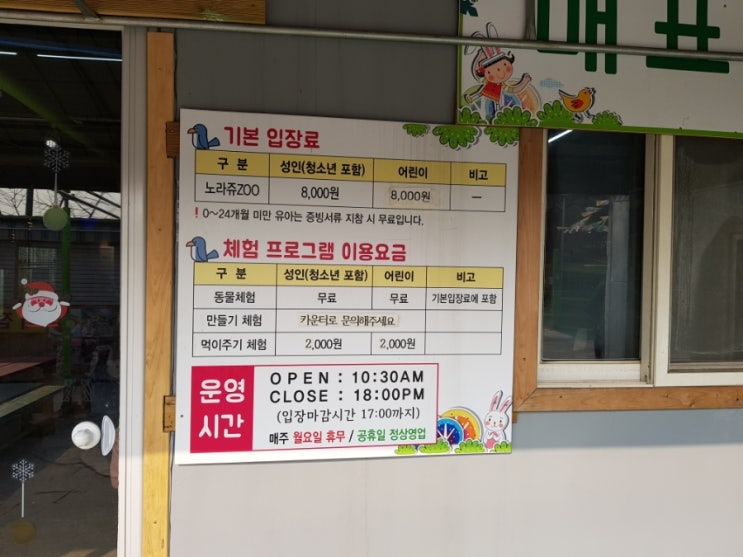 매표
기본 입장료
구 분 성인(청소년 포함) 어린이 비고
노라쥬ZOO 8,000원 8,000원 —
! 0~24개월 미만 유아는 증빙서류 지참 시 무료입니다.
체험 프로그램 이용요금
구 분 성인(청소년 포함) 어린이 비고
동물체험 무료 무료 기본입장료에 포함
만들기 체험 카운터로 문의해주세요
먹이주기 체험 2,000원 2,000원
운영 시간
OPEN : 10:30AM
CLOSE : 18:00PM
(입장마감시간 17:00까지)
매주 월요일 휴무 / 공휴일 정상영업